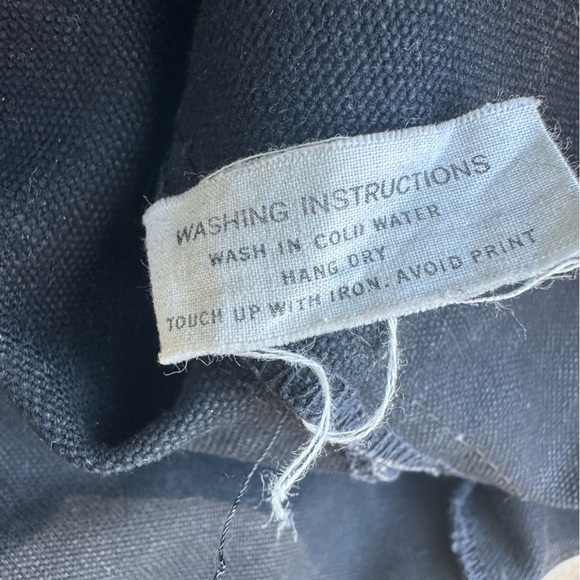 WASHING INSTRUCTIONS
WASH IN COLD WATER
HANG DRY
TOUCH UP WITH IRON. AVOID PRINT